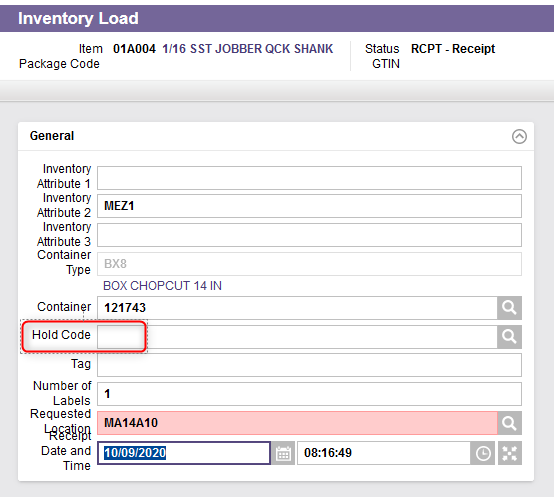 Inventory Load
Item 01A004 1/16 SST JOBBER QCK SHANK Status RCPT - Receipt
Package Code GTIN
General
Inventory
Attribute 1
Inventory
Attribute 2 MEZ1
Inventory
Attribute 3
Container
Type BX8
BOX CHOPCUT 14 IN
Container 121743
Hold Code
Tag
Number of
Labels 1
Requested
Location MA14A10
Receipt
Date and
Time 10/09/2020 08:16:49